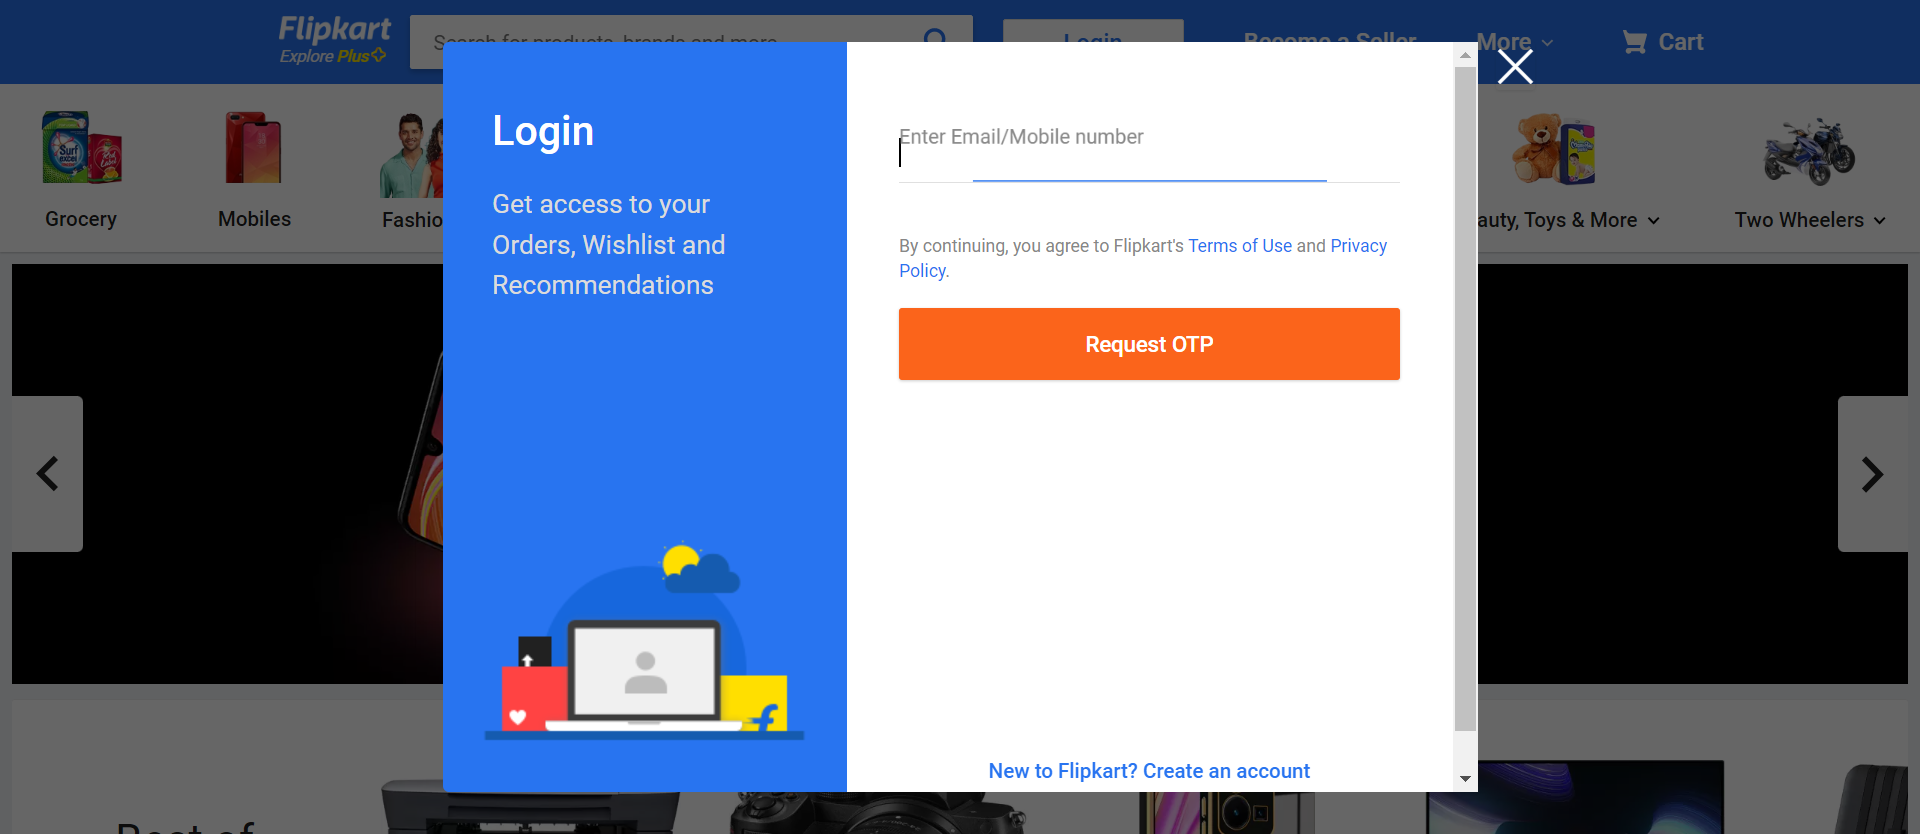 Flipkart
Explore Plus
Search for products, brands and more
Login
Become a Seller
More
Cart
Grocery
Mobiles
Fashio
auty, Toys & More
Two Wheelers
Login
Get access to your
Orders, Wishlist and
Recommendations
Enter Email/Mobile number
By continuing, you agree to Flipkart's Terms of Use and Privacy
Policy.
Request OTP
New to Flipkart? Create an account
Surf
excel
Best of